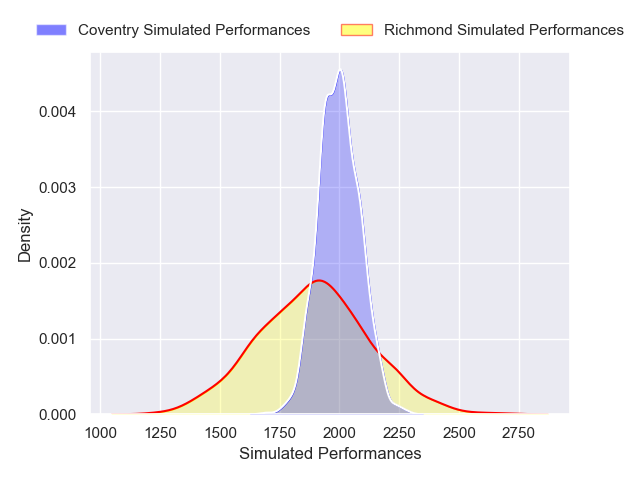 Coventry Simulated Performances Richmond Simulated Performances
0.004
0.003
0.002
0.001
0.000
Density
1000 1250 1500 1750 2000 2250 2500 2750
Simulated Performances